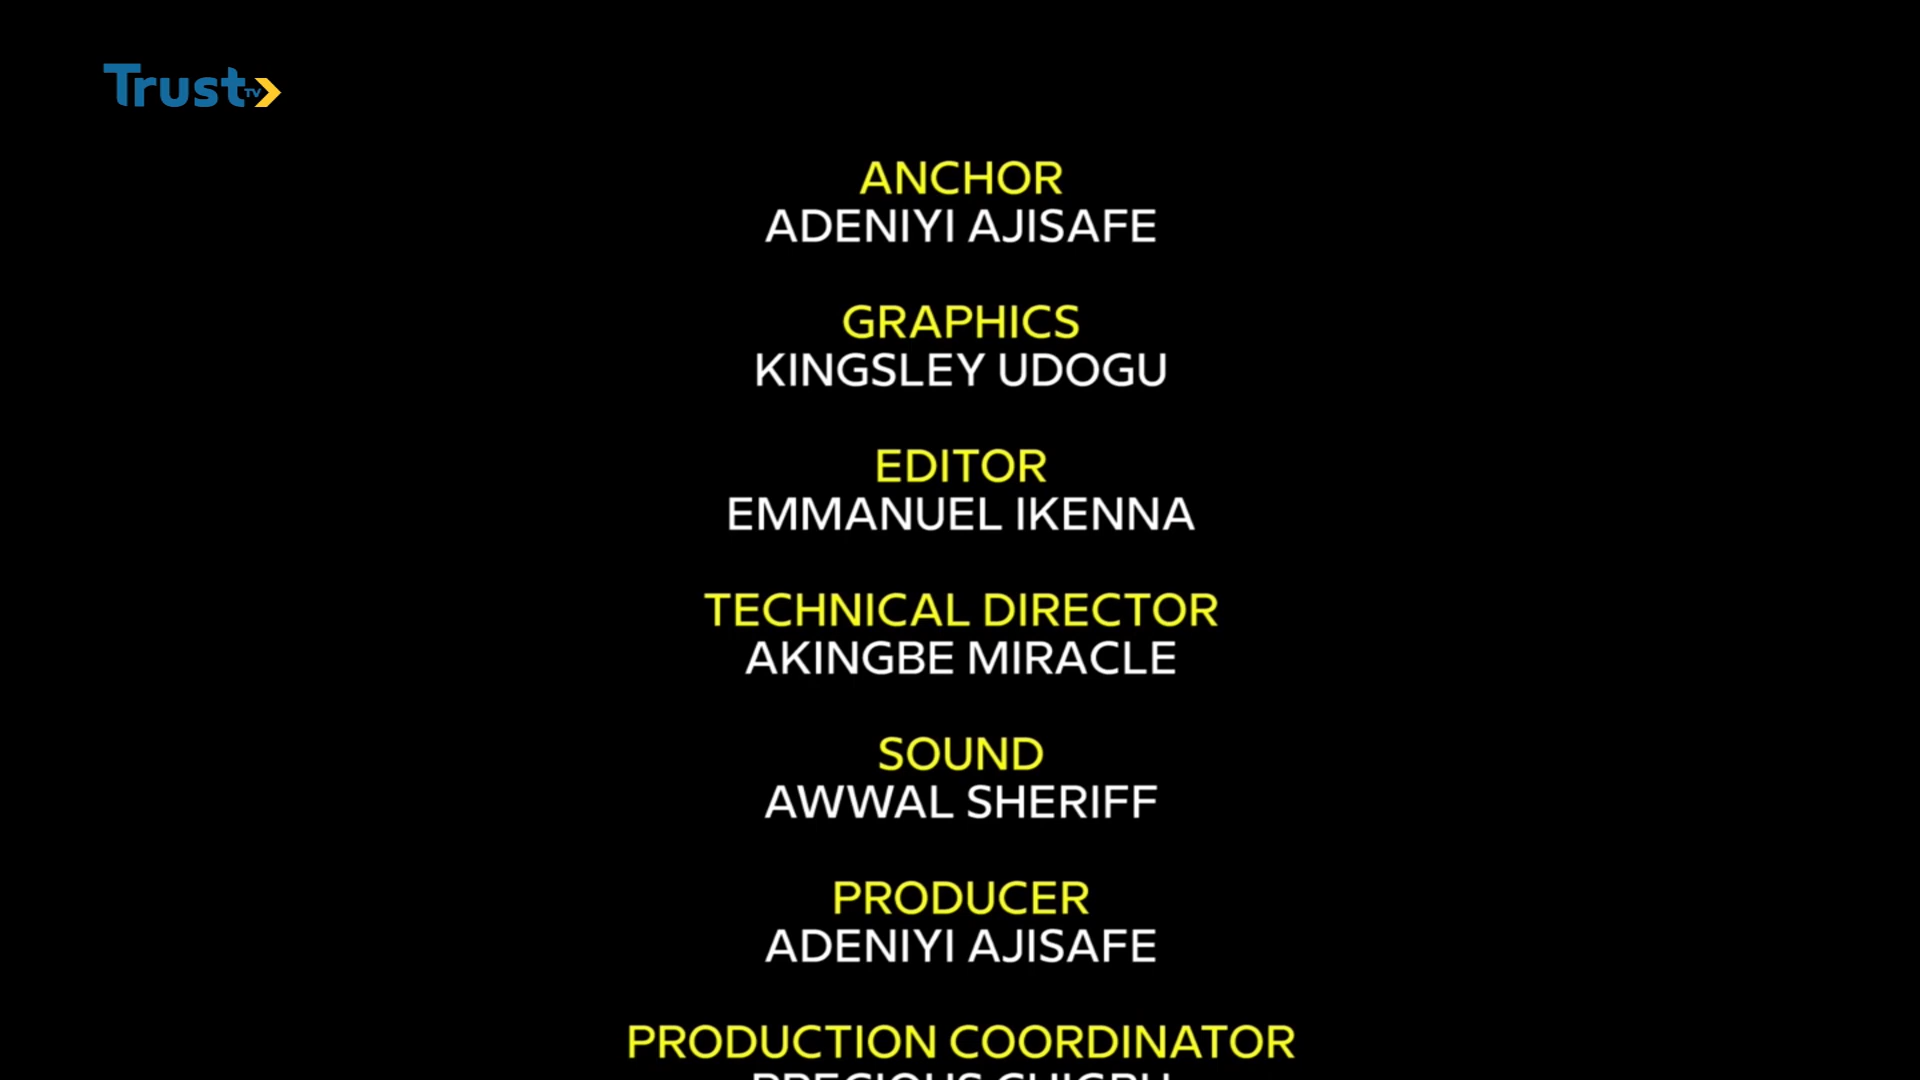 Trust TV
ANCHOR
ADENIYI AJISAFE
GRAPHICS
KINGSLEY UDOGU
EDITOR
EMMANUEL IKENNA
TECHNICAL DIRECTOR
AKINGBE MIRACLE
SOUND
AWWAL SHERIFF
PRODUCER
ADENIYI AJISAFE
PRODUCTION COORDINATOR
PRECIOUS